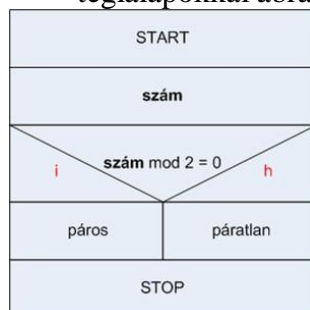 START
szám
szám mod 2 = 0
i h
páros páratlan
STOP